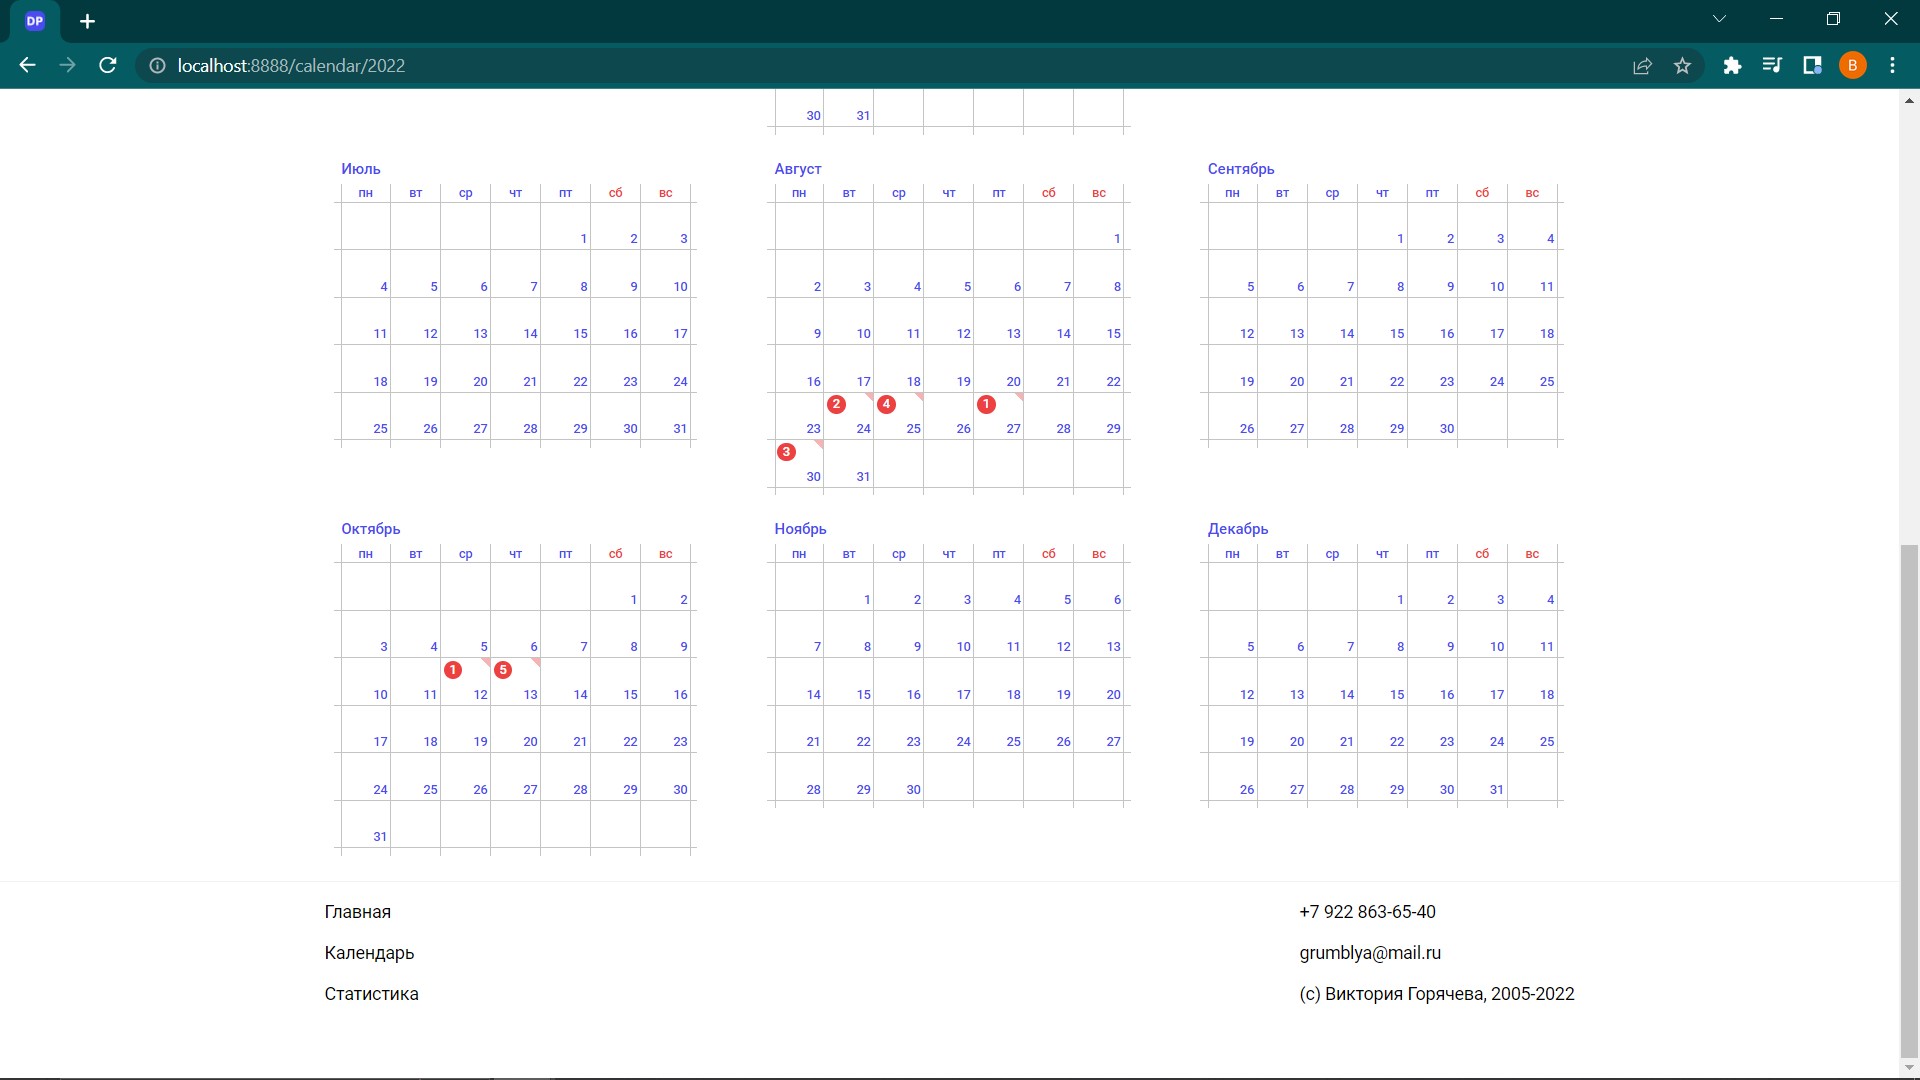 DP
localhost:8888/calendar/2022
B
30 31
Июль
пн вт ср чт пт сб вс
1 2 3
4 5 6 7 8 9 10
11 12 13 14 15 16 17
18 19 20 21 22 23 24
25 26 27 28 29 30 31
Август
пн вт ср чт пт сб вс
1
2 3 4 5 6 7 8
9 10 11 12 13 14 15
16 17 18 19 20 21 22
2 4 1
23 24 25 26 27 28 29
3
30 31
Сентябрь
пн вт ср чт пт сб вс
1 2 3 4
5 6 7 8 9 10 11
12 13 14 15 16 17 18
19 20 21 22 23 24 25
26 27 28 29 30
Октябрь
пн вт ср чт пт сб вс
1 2
3 4 5 6 7 8 9
1 5
10 11 12 13 14 15 16
17 18 19 20 21 22 23
24 25 26 27 28 29 30
31
Ноябрь
пн вт ср чт пт сб вс
1 2 3 4 5 6
7 8 9 10 11 12 13
14 15 16 17 18 19 20
21 22 23 24 25 26 27
28 29 30
Декабрь
пн вт ср чт пт сб вс
1 2 3 4
5 6 7 8 9 10 11
12 13 14 15 16 17 18
19 20 21 22 23 24 25
26 27 28 29 30 31
Главная
Календарь
Статистика
+7 922 863-65-40
grumblya@mail.ru
(c) Виктория Горячева, 2005-2022